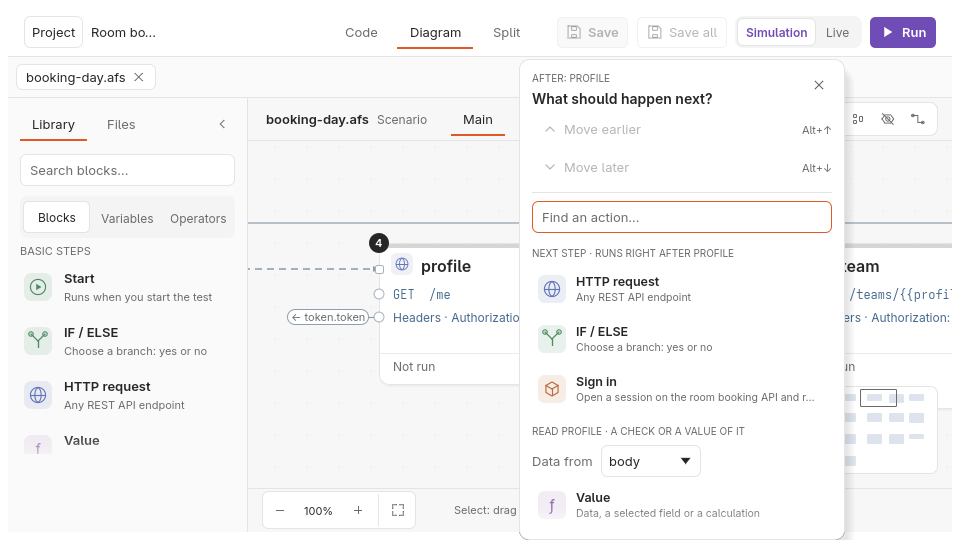 Project
Room bo...
Code
Diagram
Split
Save
Save all
Simulation
Live
Run
booking-day.afs
Library
Files
Search blocks...
Blocks
Variables
Operators
BASIC STEPS
Start
Runs when you start the test
IF / ELSE
Choose a branch: yes or no
HTTP request
Any REST API endpoint
Value
booking-day.afs
Scenario
Main
4
profile
GET /me
← token.token
Headers · Authorizatio
Not run
100%
Select: drag
AFTER: PROFILE
What should happen next?
Move earlier
Alt+↑
Move later
Alt+↓
Find an action...
NEXT STEP · RUNS RIGHT AFTER PROFILE
HTTP request
Any REST API endpoint
IF / ELSE
Choose a branch: yes or no
Sign in
Open a session on the room booking API and r...
READ PROFILE · A CHECK OR A VALUE OF IT
Data from
body
Value
Data, a selected field or a calculation
team
/teams/{{profi
ers · Authorization:
un